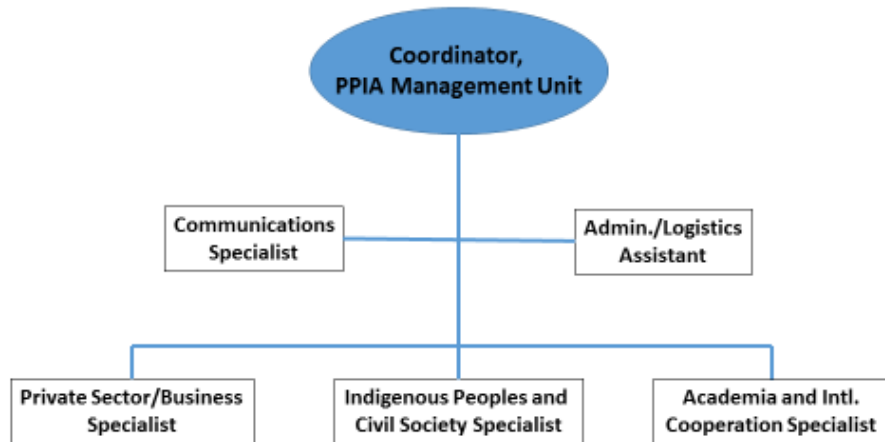 Coordinator,
PPIA Management Unit
Communications
Specialist
Admin./Logistics
Assistant
Private Sector/Business
Specialist
Indigenous Peoples and
Civil Society Specialist
Academia and Intl.
Cooperation Specialist